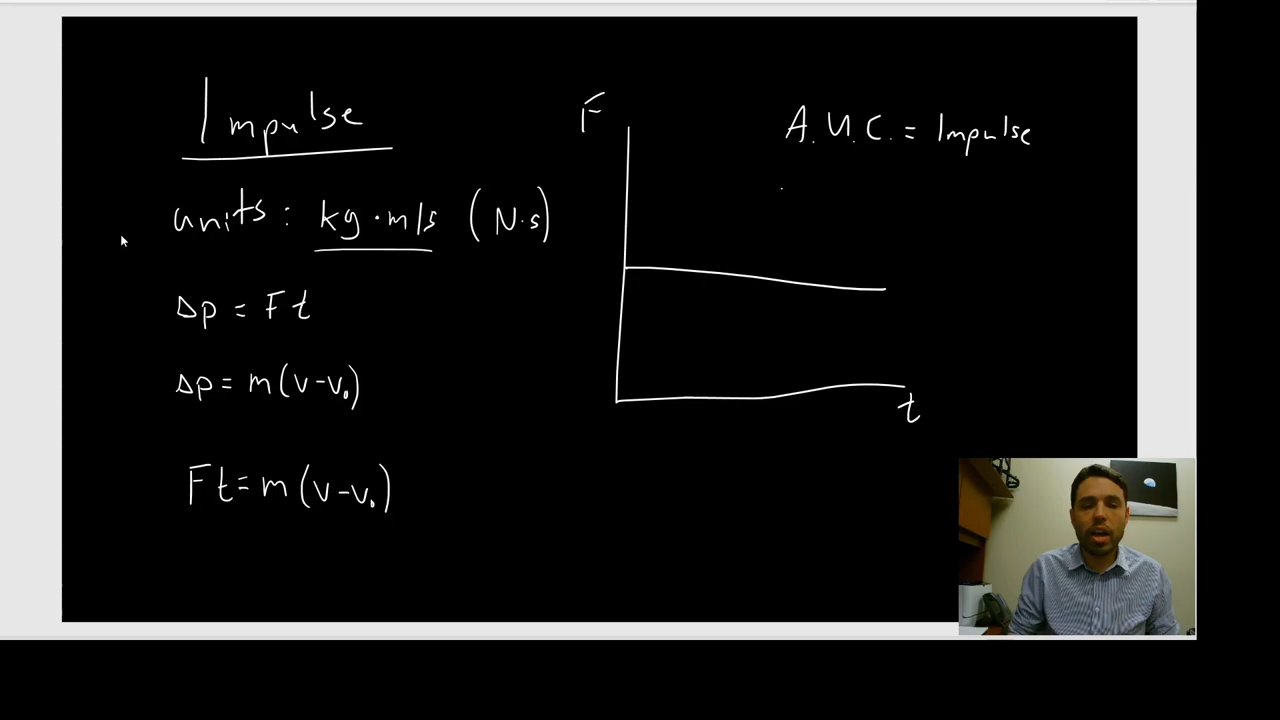 Impulse
units: kg·m/s (N·s)
Δp = Ft
Δp = m(v-v₀)
Ft = m(v-v₀)
F
A.U.C. = Impulse
t